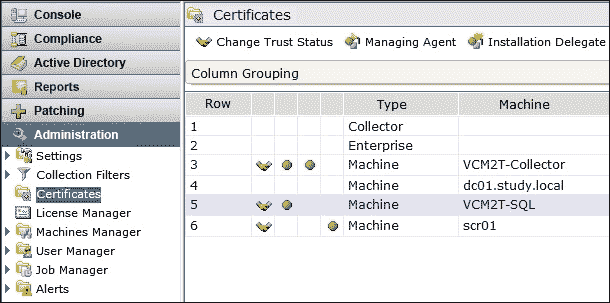 Console
Compliance
Active Directory
Reports
Patching
Administration
Settings
Collection Filters
Certificates
License Manager
Machines Manager
User Manager
Job Manager
Alerts
Certificates
Change Trust Status Managing Agent Installation Delegate
Column Grouping
Row Type Machine
1 Collector
2 Enterprise
3 Machine VCM2T-Collector
4 Machine dc01.study.local
5 Machine VCM2T-SQL
6 Machine scr01